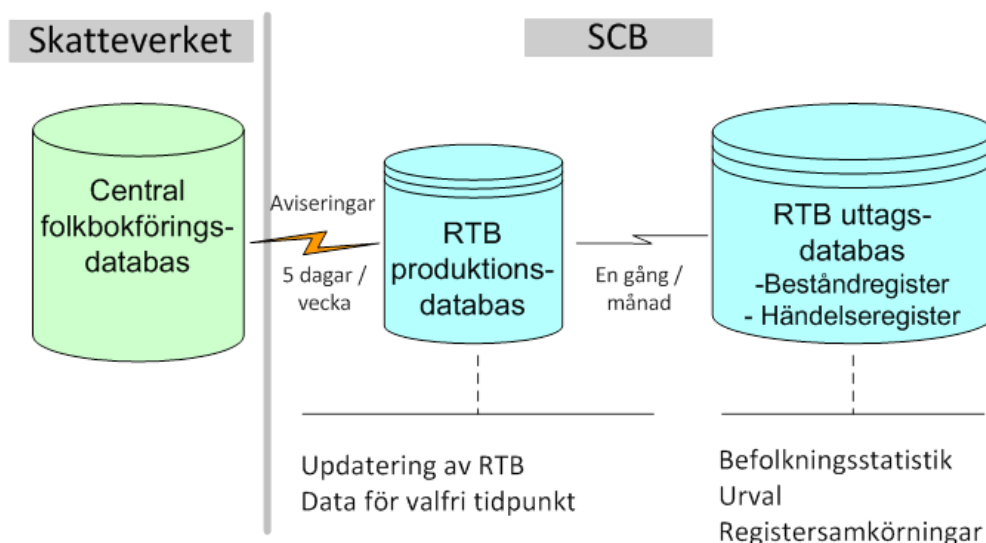 Skatteverket
SCB
Central
folkbokförings-
databas
Aviseringar
5 dagar /
vecka
RTB
produktions-
databas
En gång /
månad
RTB uttags-
databas
-Beståndregister
- Händelseregister
Updatering av RTB
Data för valfri tidpunkt
Befolkningsstatistik
Urval
Registersamkörningar